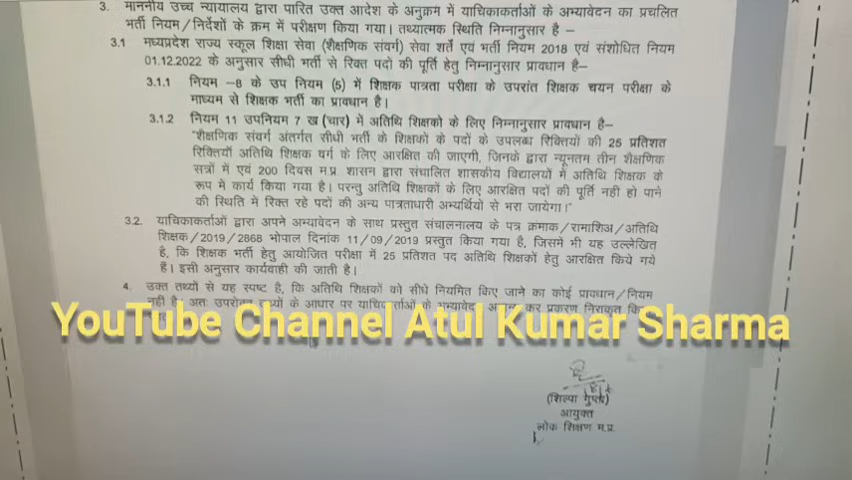 3. माननीय उच्च न्यायालय द्वारा पारित उक्त आदेश के अनुक्रम में याचिकाकर्ताओं के अभ्यावेदन का प्रचलित
भर्ती नियम/निर्देशों के क्रम में परीक्षण किया गया। तथ्यात्मक स्थिति निम्नानुसार है –
3.1 मध्यप्रदेश राज्य स्कूल शिक्षा सेवा (शैक्षणिक संवर्ग) सेवा शर्ते एवं भर्ती नियम 2018 एवं संशोधित नियम
01.12.2022 के अनुसार सीधी भर्ती से रिक्त पदों की पूर्ति हेतु निम्नानुसार प्रावधान है–
3.1.1 नियम –8 के उप नियम (5) में शिक्षक पात्रता परीक्षा के उपरांत शिक्षक चयन परीक्षा के
माध्यम से शिक्षक भर्ती का प्रावधान है।
3.1.2 नियम 11 उपनियम 7 ख (चार) में अतिथि शिक्षको के लिए निम्नानुसार प्रावधान है–
"शैक्षणिक संवर्ग अंतर्गत सीधी भर्ती के शिक्षकों के पदों के उपलब्ध रिक्तियों की 25 प्रतिशत
रिक्तियाँ अतिथि शिक्षक वर्ग के लिए आरक्षित की जाएगी, जिनके द्वारा न्यूनतम तीन शैक्षणिक
सत्रों में एवं 200 दिवस म.प्र. शासन द्वारा संचालित शासकीय विद्यालयों में अतिथि शिक्षक के
रूप में कार्य किया गया है। परन्तु अतिथि शिक्षकों के लिए आरक्षित पदों की पूर्ति नही हो पाने
की स्थिति में रिक्त रहे पदों की अन्य पात्रताधारी अभ्यर्थियों से भरा जायेगा।"
3.2. याचिकाकर्ताओं द्वारा अपने अभ्यावेदन के साथ प्रस्तुत संचालनालय के पत्र क्रमाक/रामाशिअ/अतिथि
शिक्षक/2019/2868 भोपाल दिनांक 11/09/2019 प्रस्तुत किया गया है, जिसमे भी यह उल्लेखित
है, कि शिक्षक भर्ती हेतु आयोजित परीक्षा में 25 प्रतिशत पद अतिथि शिक्षकों हेतु आरक्षित किये गये
है। इसी अनुसार कार्यवाही की जाती है।
4. उक्त तथ्यों से यह स्पष्ट है, कि अतिथि शिक्षकों को सीधे नियमित किए जाने का कोई प्रावधान/नियम
नही है। अतः उपरोक्त तथ्यों के आधार पर याचिकर्ताओं के अभ्यावेदन कर प्रकरण निराकृत
YouTube Channel Atul Kumar Sharma
(शिल्पा गुप्ता)
आयुक्त
लोक शिक्षण म.प्र.